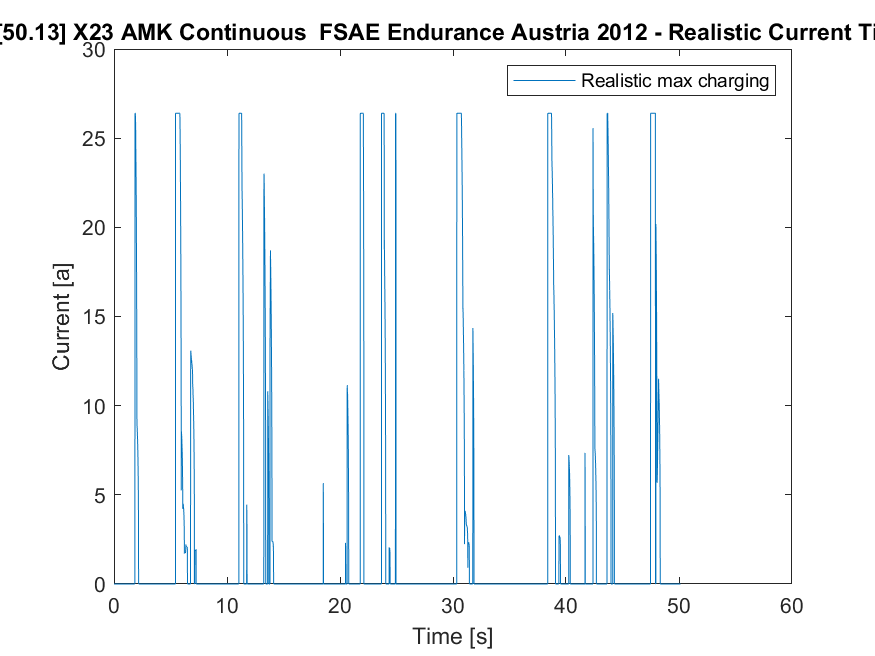 [50.13] X23 AMK Continuous FSAE Endurance Austria 2012 - Realistic Current
Realistic max charging
30
25
20
15
10
5
0
Current [a]
0 10 20 30 40 50 60
Time [s]